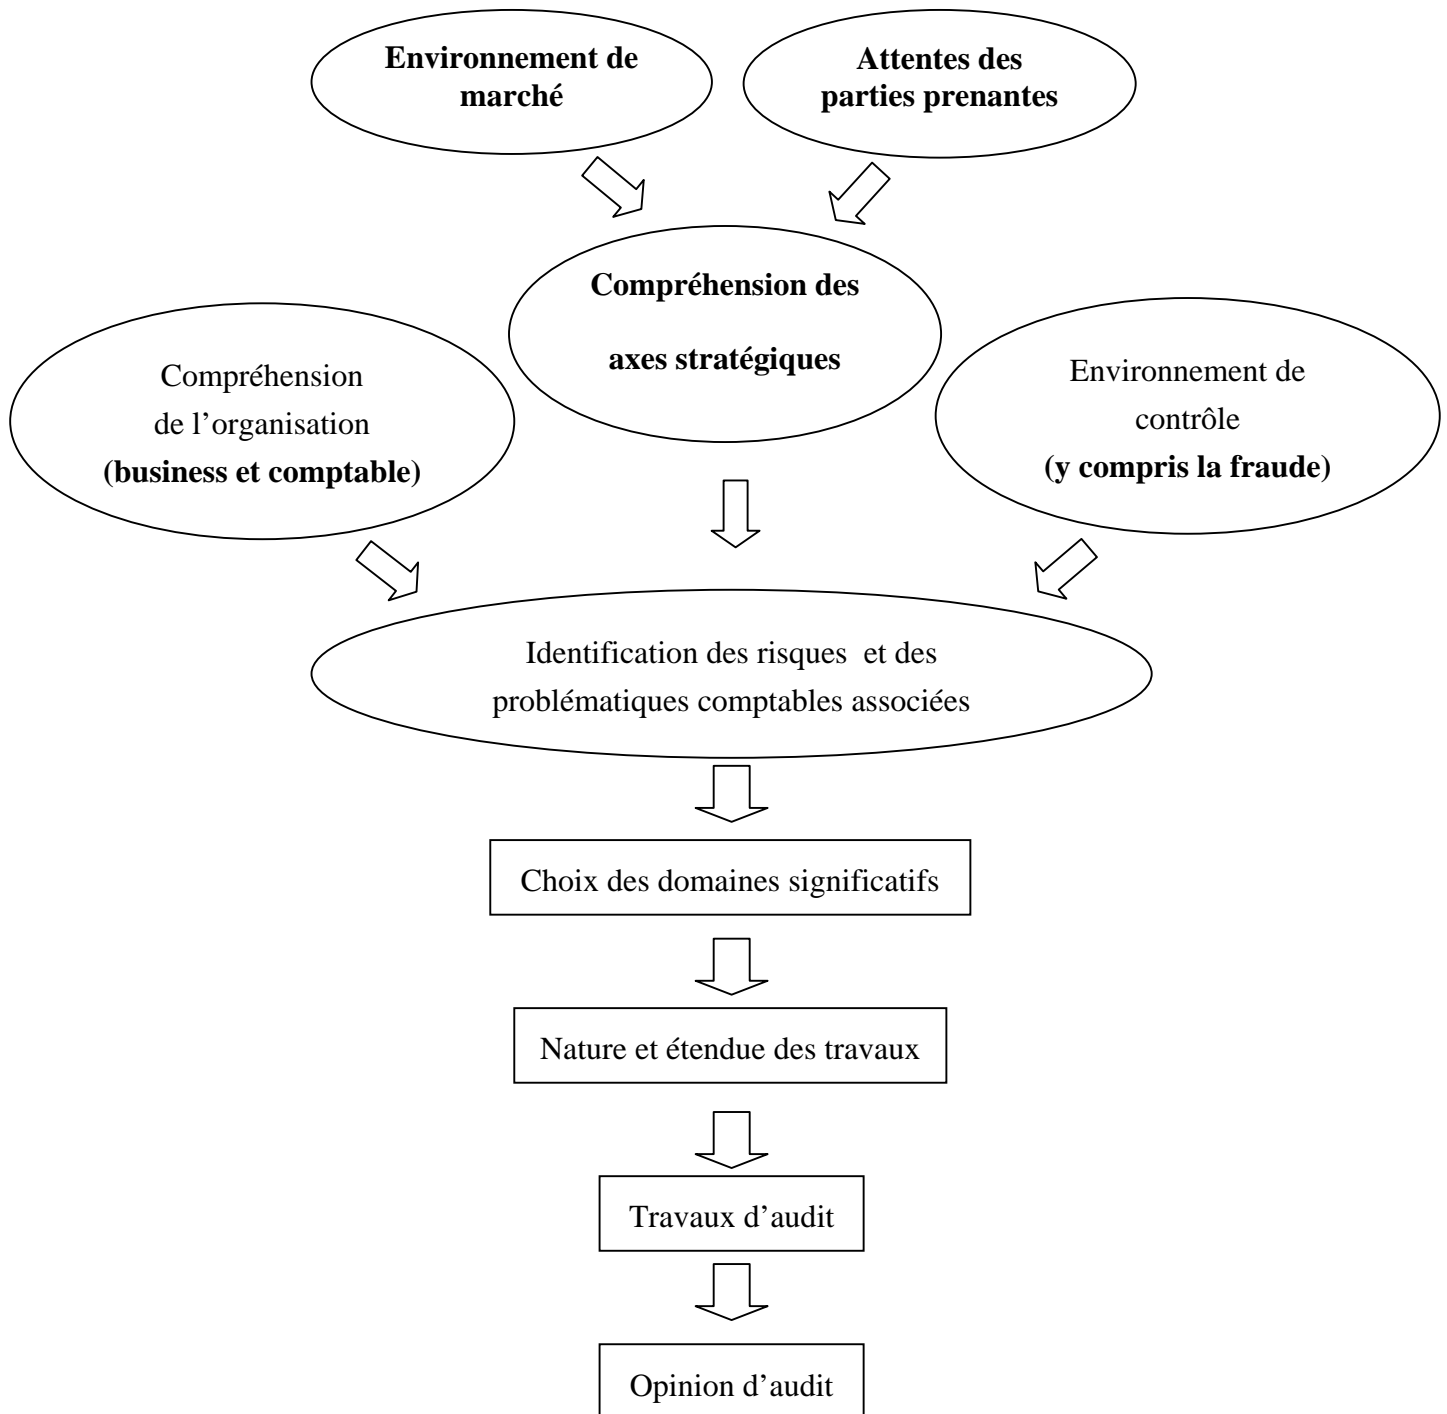 Environnement de
marché
Attentes des
parties prenantes
Compréhension des
axes stratégiques
Compréhension
de l’organisation
(business et comptable)
Environnement de
contrôle
(y compris la fraude)
Identification des risques et des
problématiques comptables associées
Choix des domaines significatifs
Nature et étendue des travaux
Travaux d’audit
Opinion d’audit